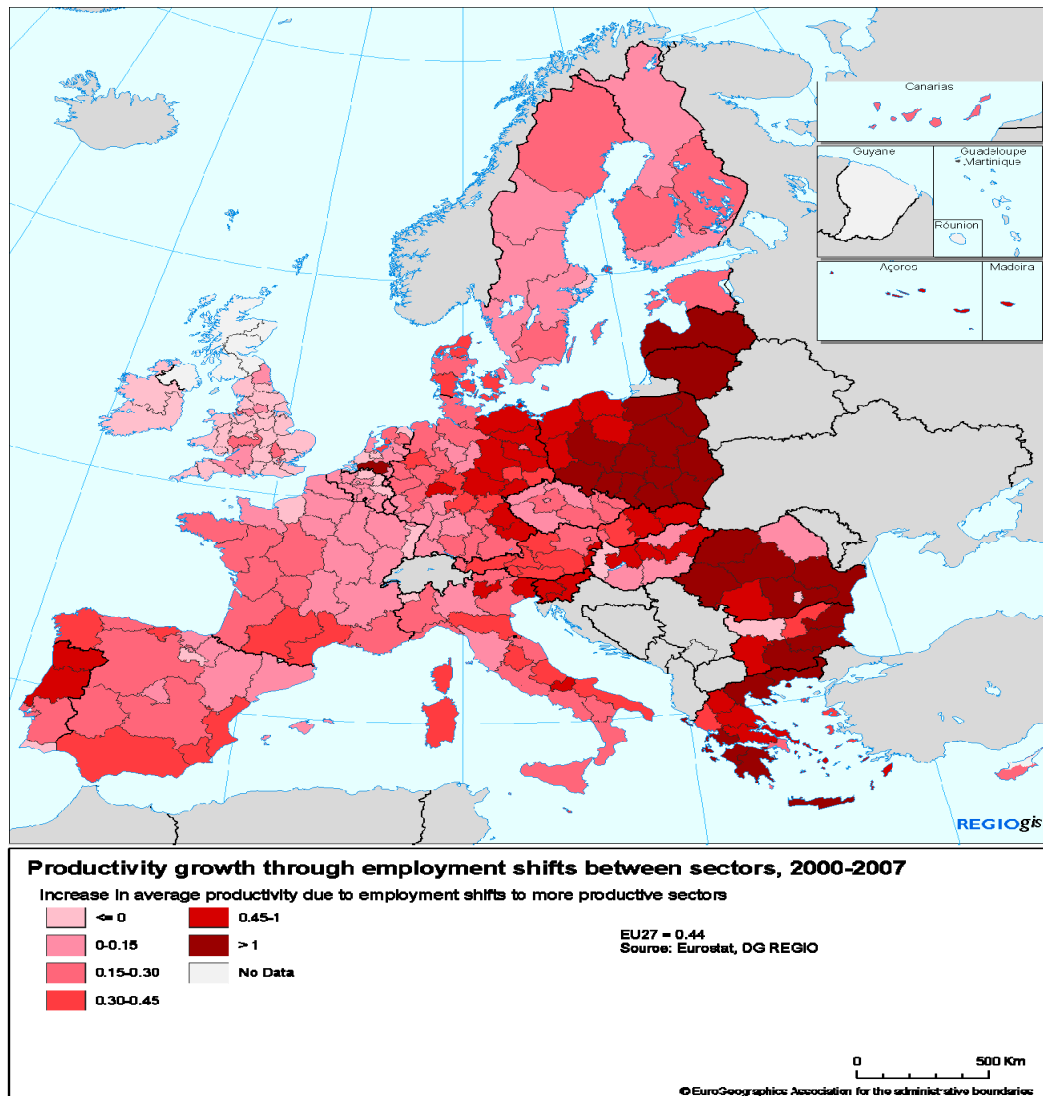 Canarias
Guyane
Guadeloupe
Martinique
Réunion
Açores
Madeira
REGIOgis
Productivity growth through employment shifts between sectors, 2000-2007
Increase in average productivity due to employment shifts to more productive sectors
<= 0
0-0.15
0.15-0.30
0.30-0.45
0.45-1
> 1
No Data
EU27 = 0.44
Source: Eurostat, DG REGIO
0 500 Km
© EuroGeographics Association for the administrative boundaries